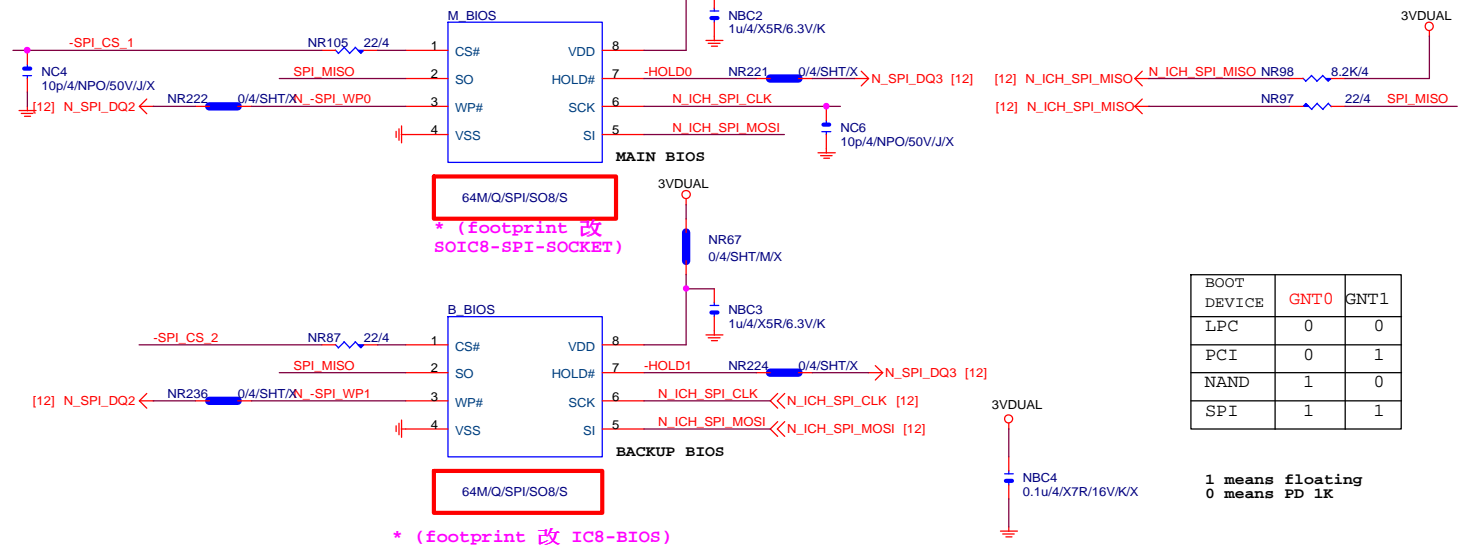 M_BIOS
NBC2
1u/4/X5R/6.3V/K
3VDUAL
-SPI_CS_1
NR105 22/4
1 CS# VDD 8
NC4
10p/4/NPO/50V/J/X
SPI_MISO
2 SO HOLD# 7
-HOLD0 NR221 0/4/SHT/X N_SPI_DQ3 [12]
[12] N_ICH_SPI_MISO N_ICH_SPI_MISO NR98 8.2K/4
[12] N_SPI_DQ2 NR222 0/4/SHT/X N_-SPI_WP0
3 WP# SCK 6
N_ICH_SPI_CLK
[12] N_ICH_SPI_MISO NR97 22/4 SPI_MISO
4 VSS SI 5
N_ICH_SPI_MOSI
NC6
10p/4/NPO/50V/J/X
MAIN BIOS
64M/Q/SPI/SO8/S
* (footprint 改
SOIC8-SPI-SOCKET)
3VDUAL
NR67
0/4/SHT/M/X
B_BIOS
NBC3
1u/4/X5R/6.3V/K
-SPI_CS_2
NR87 22/4
1 CS# VDD 8
SPI_MISO
2 SO HOLD# 7
-HOLD1 NR224 0/4/SHT/X N_SPI_DQ3 [12]
[12] N_SPI_DQ2 NR236 0/4/SHT/X N_-SPI_WP1
3 WP# SCK 6
N_ICH_SPI_CLK N_ICH_SPI_CLK [12]
4 VSS SI 5
N_ICH_SPI_MOSI N_ICH_SPI_MOSI [12]
BACKUP BIOS
64M/Q/SPI/SO8/S
* (footprint 改 IC8-BIOS)
3VDUAL
NBC4
0.1u/4/X7R/16V/K/X
BOOT
DEVICE GNT0 GNT1
LPC 0 0
PCI 0 1
NAND 1 0
SPI 1 1
1 means floating
0 means PD 1K